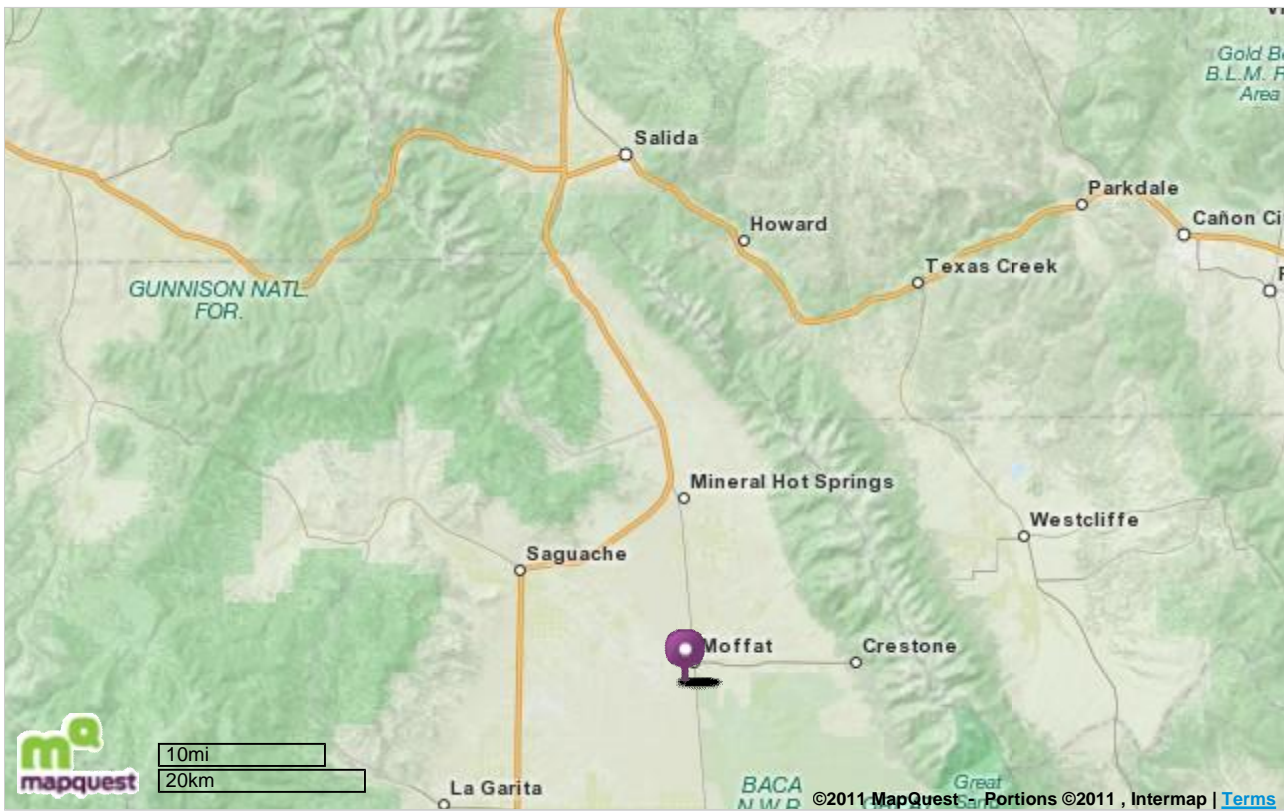 Gold B
B.L.M.
Area
Salida
Parkdale
Howard
Cañon Ci
Texas Creek
GUNNISON NATL.
FOR.
Mineral Hot Springs
Westcliffe
Saguache
Moffat
Crestone
mq
mapquest
10mi
20km
La Garita
BACA
N.W.R.
Great
©2011 MapQuest - Portions ©2011 , Intermap | Terms